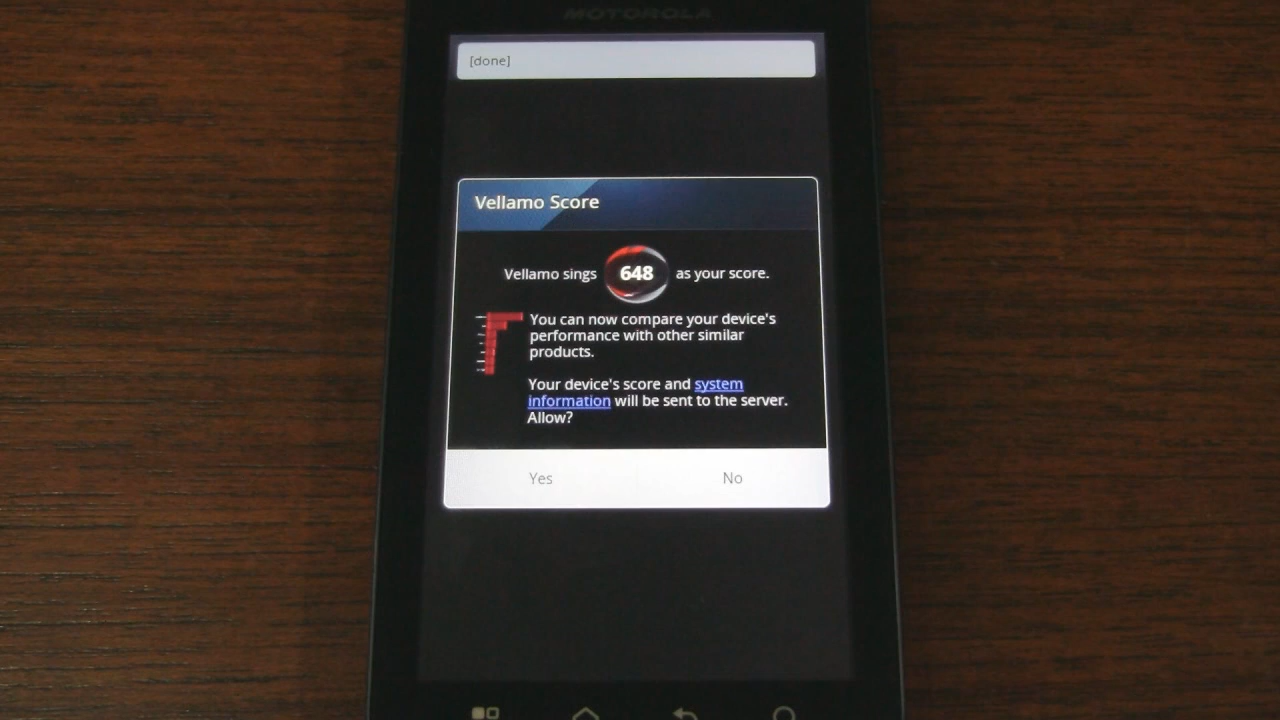 MOTOROLA
[done]
Vellamo Score
Vellamo sings 648 as your score.
You can now compare your device's
performance with other similar
products.
Your device's score and system
information will be sent to the server.
Allow?
Yes No